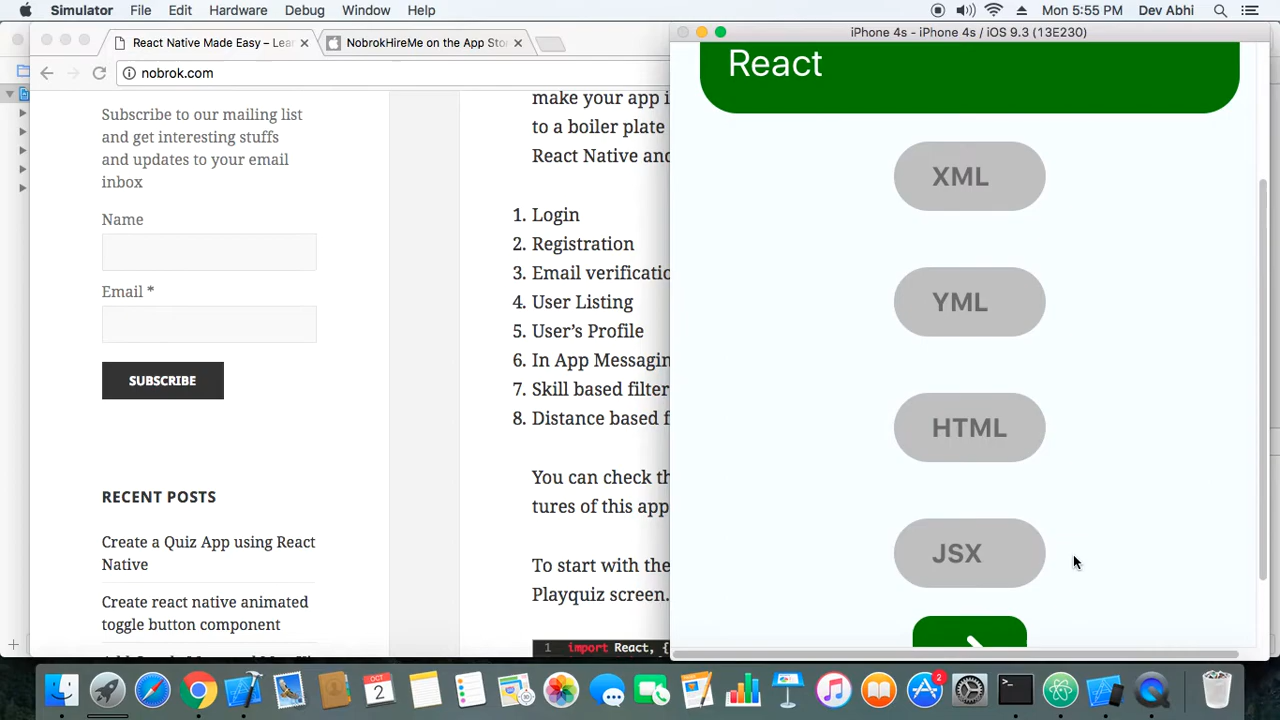 Simulator File Edit Hardware Debug Window Help Mon 5:55 PM Dev Abhi
React Native Made Easy – Lear
NobrokHireMe on the App Sto
nobrok.com
Subscribe to our mailing list
and get interesting stuffs
and updates to your email
inbox
Name
Email *
SUBSCRIBE
RECENT POSTS
Create a Quiz App using React
Native
Create react native animated
toggle button component
make your app i
to a boiler plate
React Native and
1. Login
2. Registration
3. Email verificatio
4. User Listing
5. User’s Profile
6. In App Messagin
7. Skill based filter
8. Distance based f
You can check th
tures of this app
To start with the
Playquiz screen.
1 import React, {
iPhone 4s - iPhone 4s / iOS 9.3 (13E230)
React
XML
YML
HTML
JSX
OCT
2
2